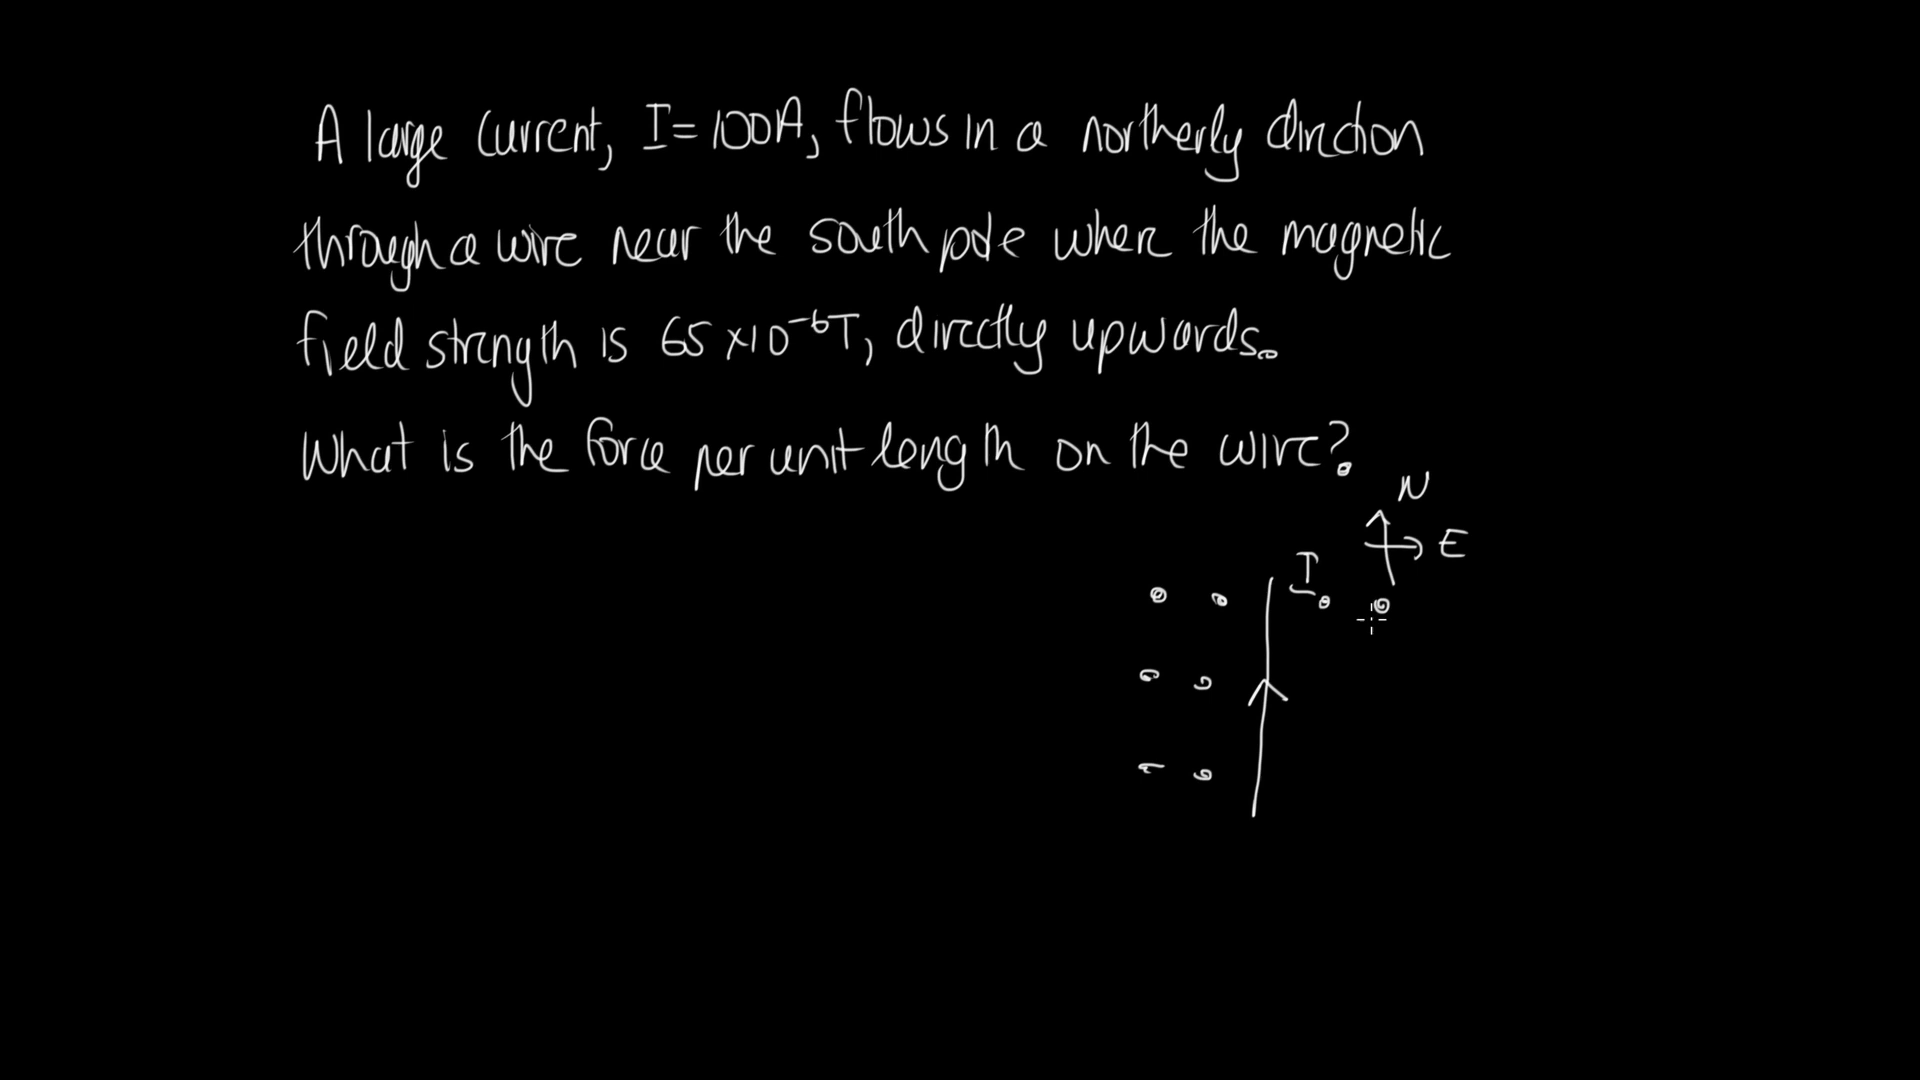 A large current, I=100A, flows in a northerly direction
through a wire near the south pole where the magnetic
field strength is 65 ×10⁻⁶T, directly upwards.
What is the force per unit length on the wire?
N
E
I